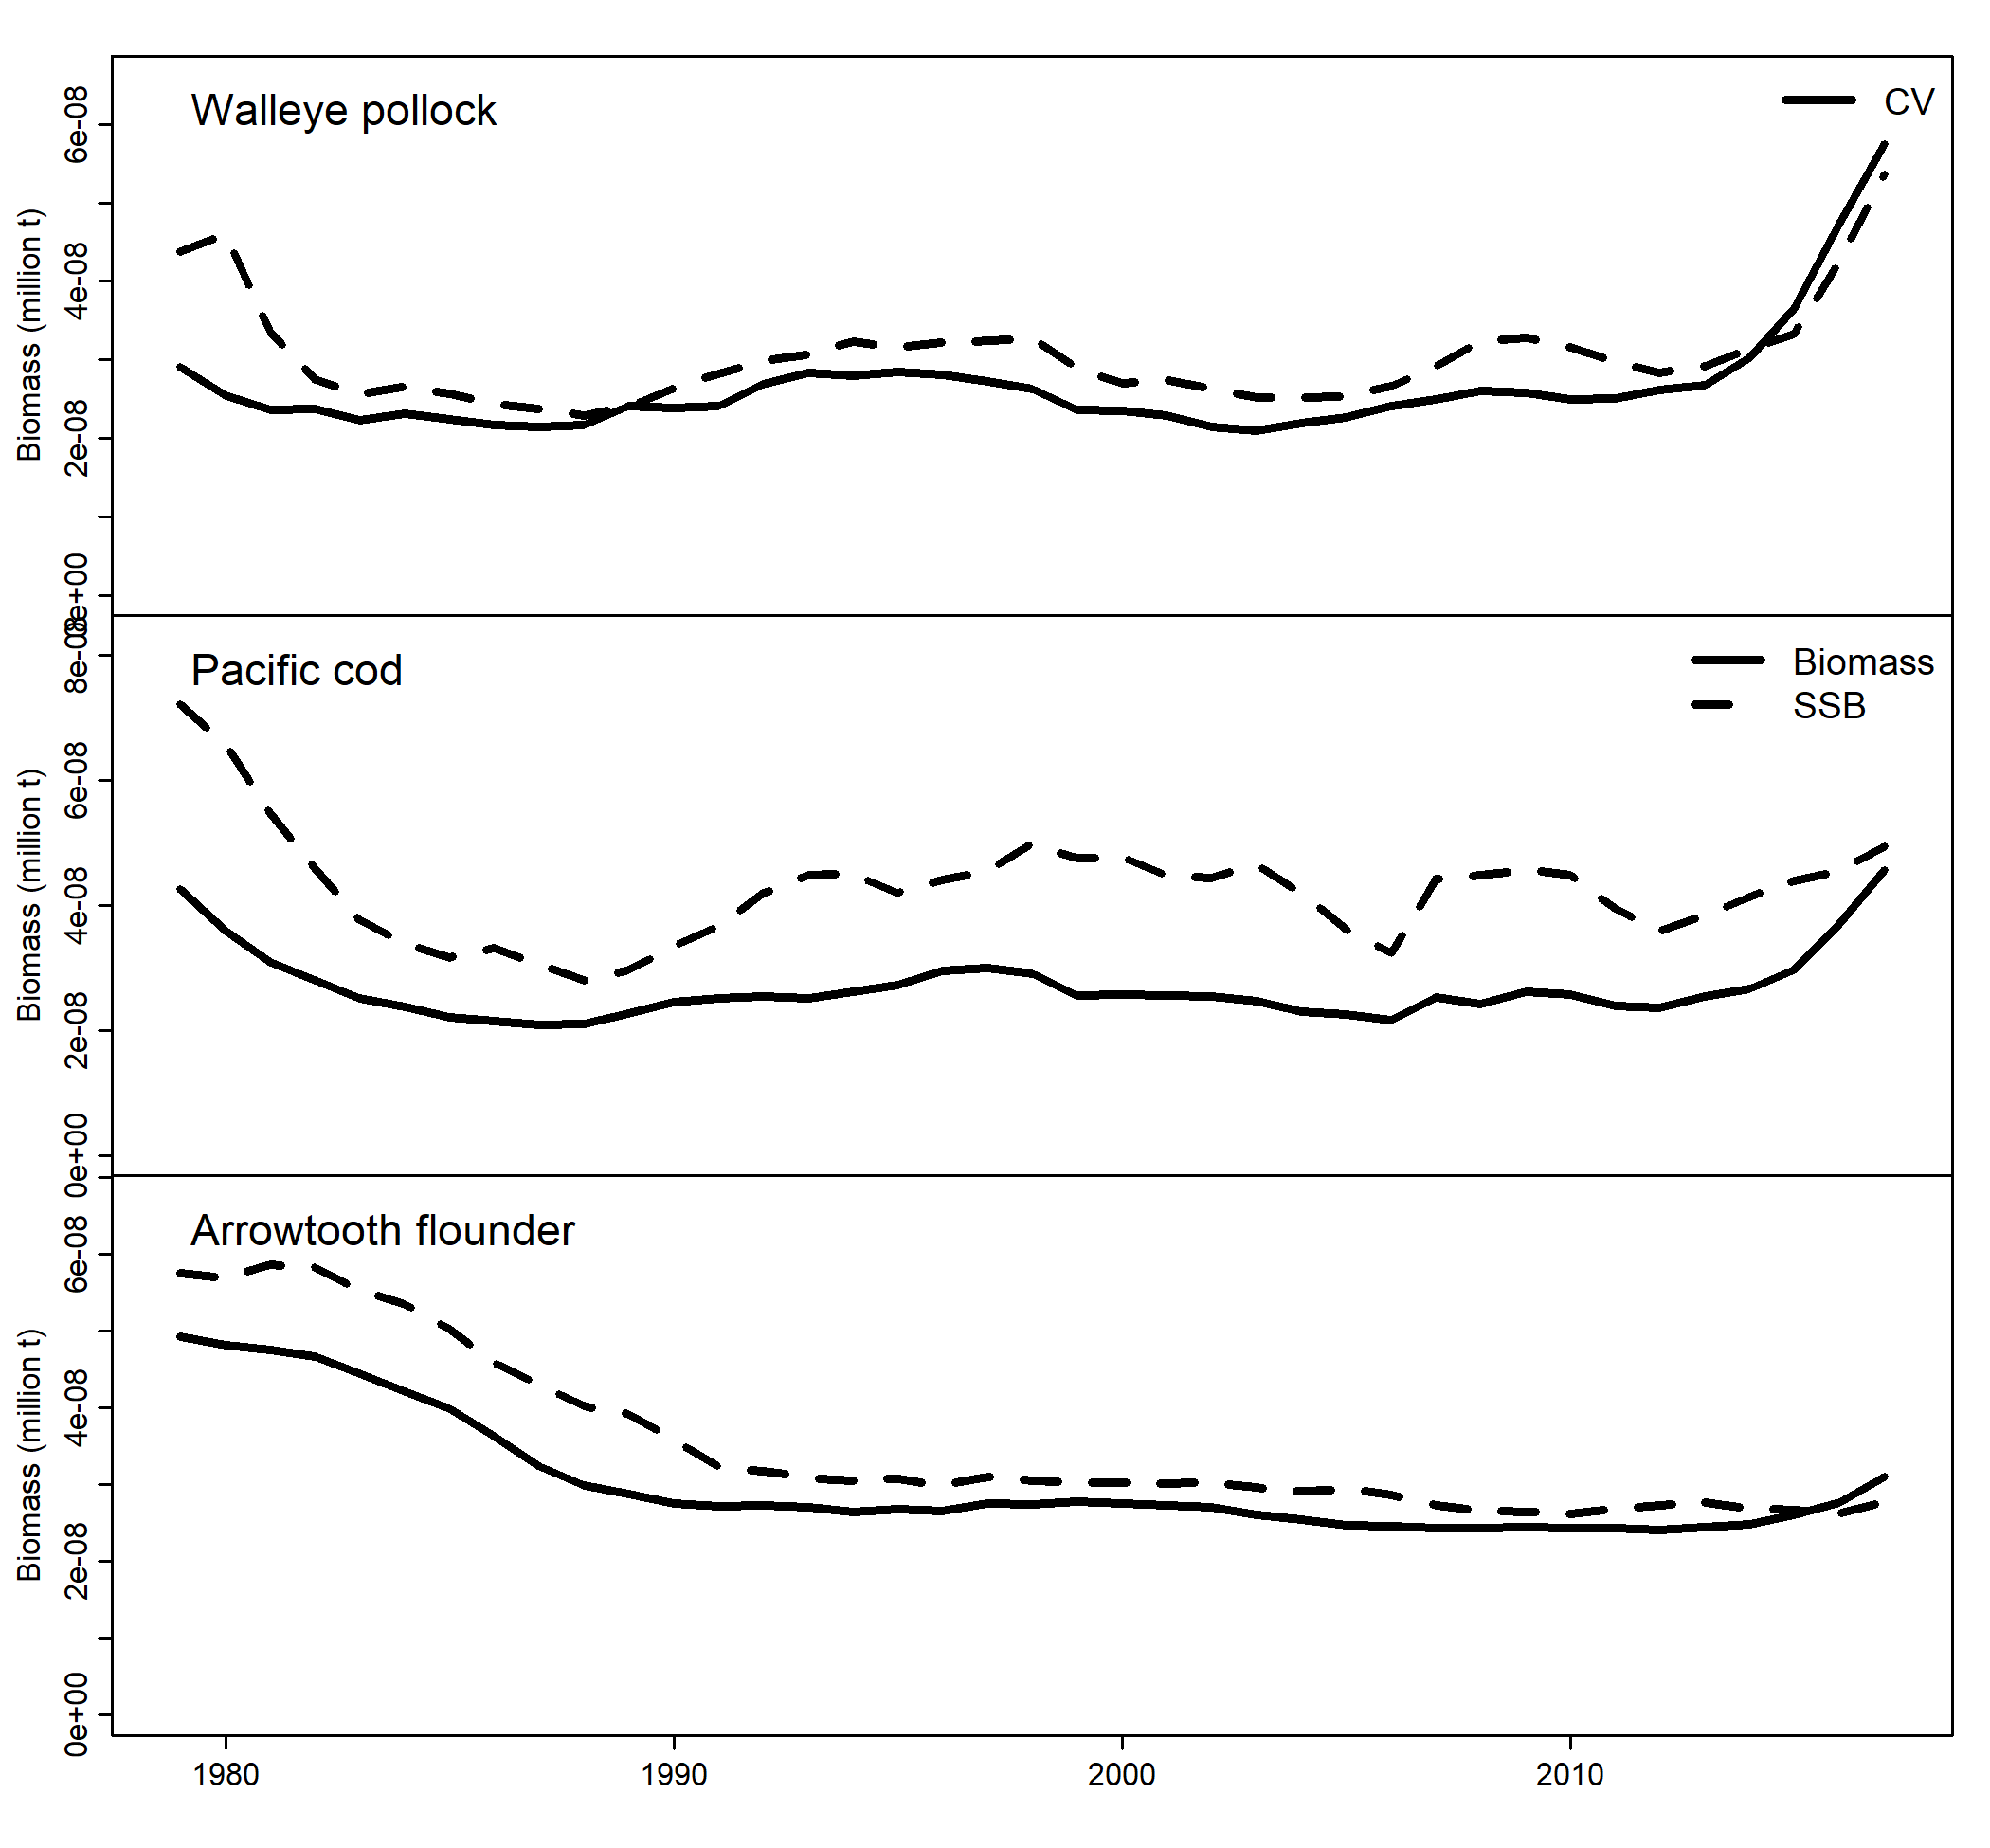 Walleye pollock
CV
Biomass (million t)
6e-08
4e-08
2e-08
0e+00
Pacific cod
Biomass
SSB
Biomass (million t)
8e-08
6e-08
4e-08
2e-08
0e+00
Arrowtooth flounder
Biomass (million t)
6e-08
4e-08
2e-08
0e+00
1980 1990 2000 2010